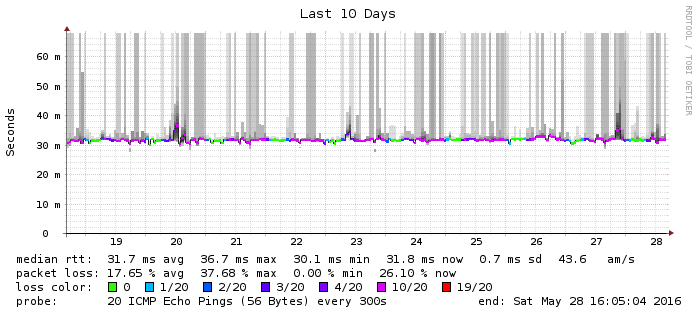 Last 10 Days
RRDTOOL / TOBI OETIKER
Seconds
60 m
50 m
40 m
30 m
20 m
10 m
0
19 20 21 22 23 24 25 26 27 28
median rtt: 31.7 ms avg 36.7 ms max 30.1 ms min 31.8 ms now 0.7 ms sd 43.6 am/s
packet loss: 17.65 % avg 37.68 % max 0.00 % min 26.10 % now
loss color: 0 1/20 2/20 3/20 4/20 10/20 19/20
probe: 20 ICMP Echo Pings (56 Bytes) every 300s end: Sat May 28 16:05:04 2016